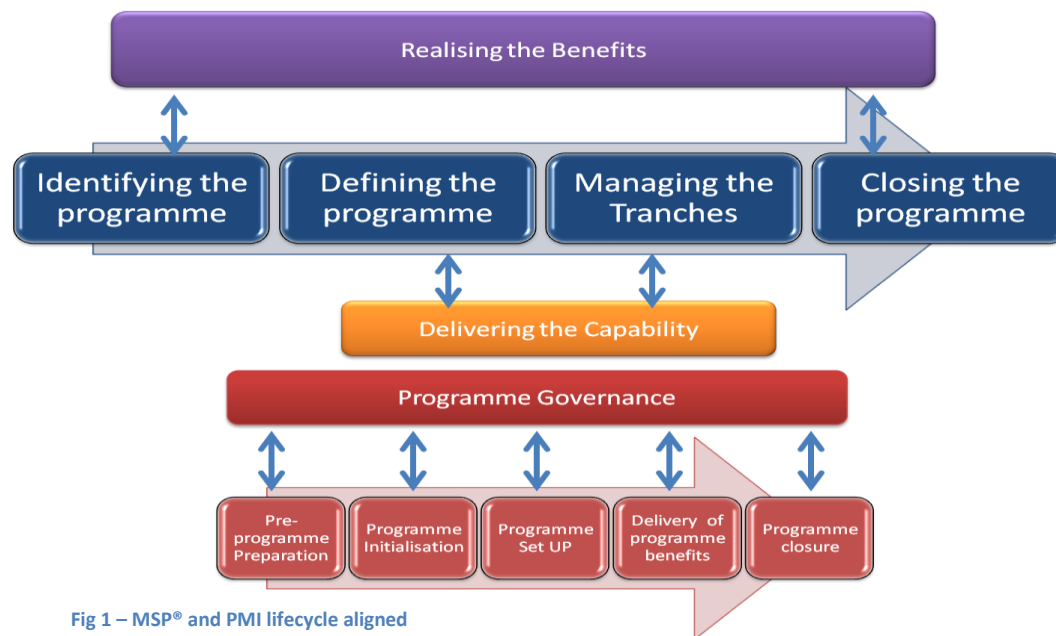 Realising the Benefits
Identifying the
programme
Defining the
programme
Managing the
Tranches
Closing the
programme
Delivering the Capability
Programme Governance
Pre-
programme
Preparation
Programme
Initialisation
Programme
Set UP
Delivery of
programme
benefits
Programme
closure
Fig 1 – MSP® and PMI lifecycle aligned